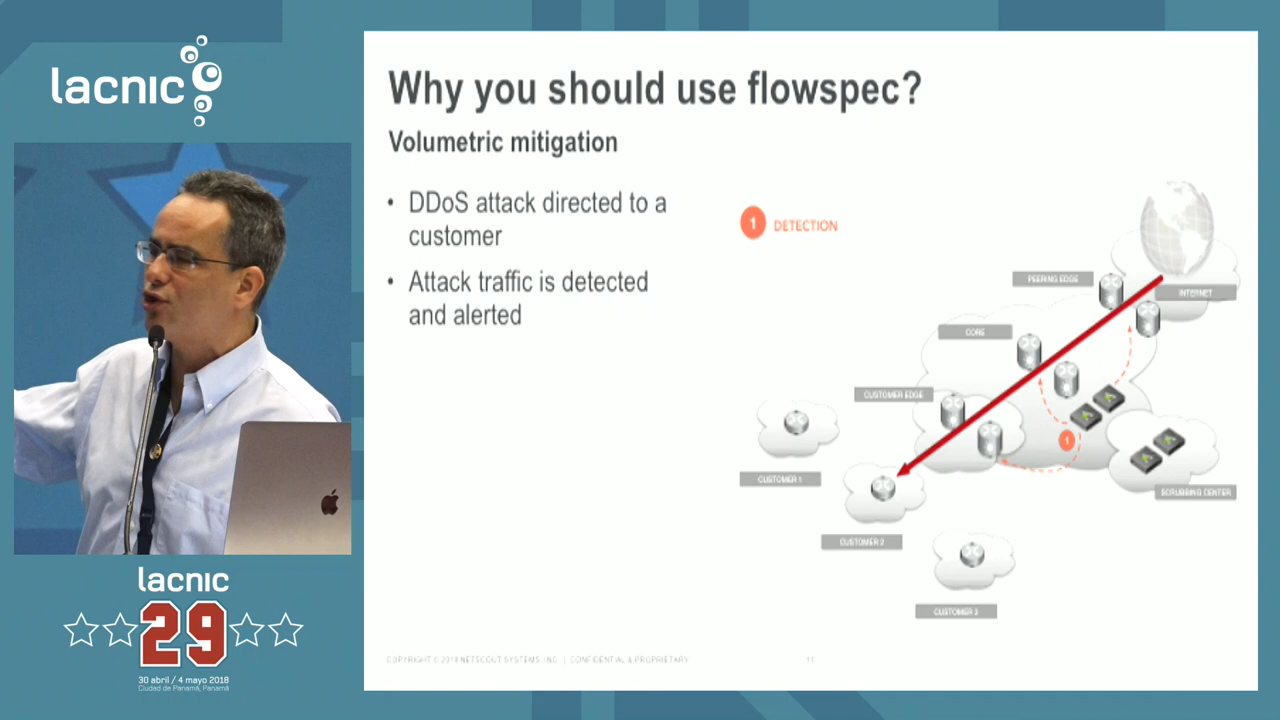 lacnic
Why you should use flowspec?
Volumetric mitigation
• DDoS attack directed to a
customer
• Attack traffic is detected
and alerted
1 DETECTION
PEERING EDGE
INTERNET
CORE
CUSTOMER EDGE
1
CUSTOMER 1
SCRUBBING CENTER
CUSTOMER 2
CUSTOMER 3
COPYRIGHT © 2018 NETSCOUT SYSTEMS, INC. | CONFIDENTIAL & PROPRIETARY
11
lacnic
29
30 abril / 4 mayo 2018
Ciudad de Panamá, Panamá